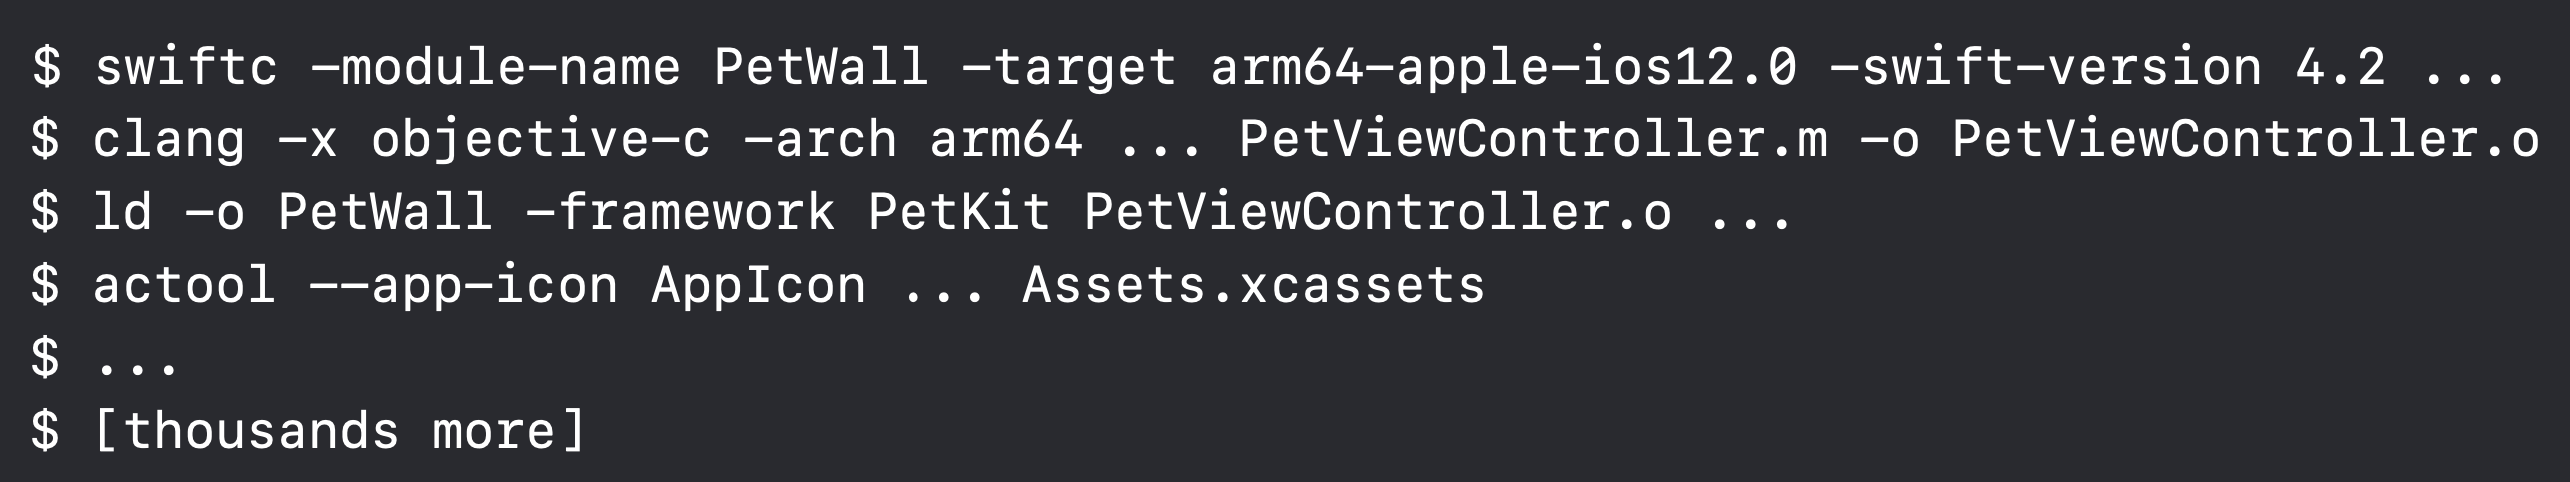 $ swiftc -module-name PetWall -target arm64-apple-ios12.0 -swift-version 4.2 ...
$ clang -x objective-c -arch arm64 ... PetViewController.m -o PetViewController.o
$ ld -o PetWall -framework PetKit PetViewController.o ...
$ actool --app-icon AppIcon ... Assets.xcassets
$ ...
$ [thousands more]